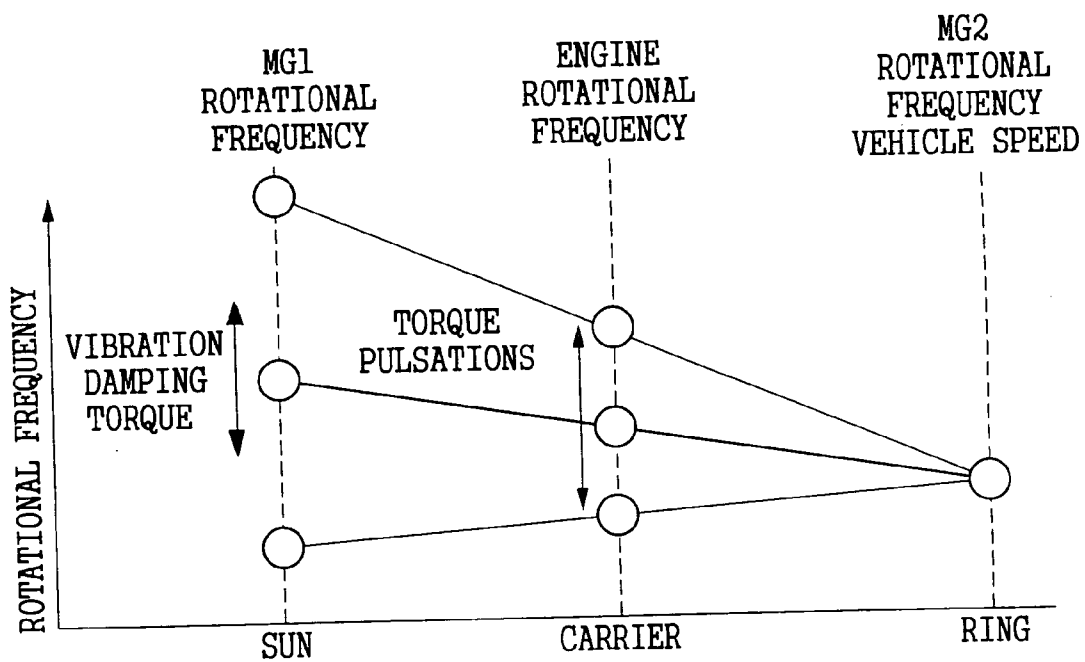 MG1
ROTATIONAL
FREQUENCY
ENGINE
ROTATIONAL
FREQUENCY
MG2
ROTATIONAL
FREQUENCY
VEHICLE SPEED
ROTATIONAL FREQUENCY
VIBRATION
DAMPING
TORQUE
TORQUE
PULSATIONS
SUN
CARRIER
RING